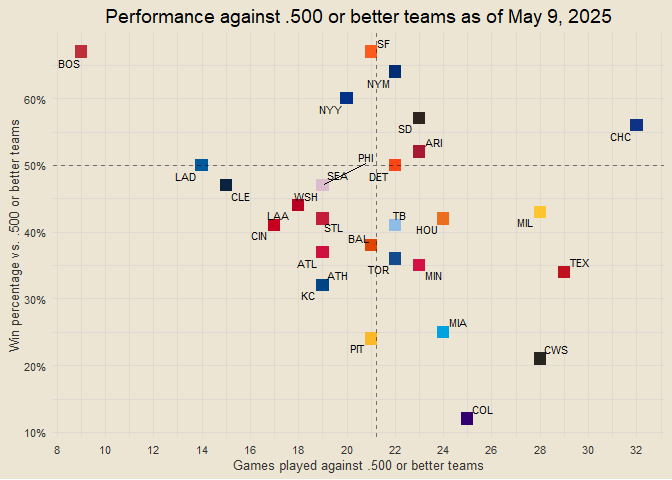 Performance against .500 or better teams as of May 9, 2025
SF
BOS
NYM
60%
NYY
SD
CHC
ARI
PHI
50%
LAD
SEA
DET
CLE
WSH
LAA
TB
MIL
STL
HOU
CIN
BAL
40%
ATL
TOR
MIN
TEX
ATH
KC
30%
MIA
PIT
CWS
20%
COL
10%
8 10 12 14 16 18 20 22 24 26 28 30 32
Games played against .500 or better teams
Win percentage vs. .500 or better teams